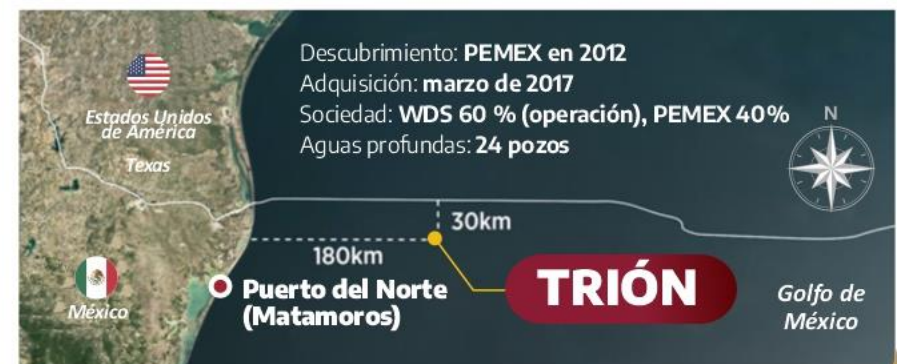 Descubrimiento: PEMEX en 2012
Adquisición: marzo de 2017
Sociedad: WDS 60 % (operación), PEMEX 40%
Aguas profundas: 24 pozos
N
Estados Unidos
de América
Texas
30km
180km
TRIÓN
Puerto del Norte
(Matamoros)
México
Golfo de
México